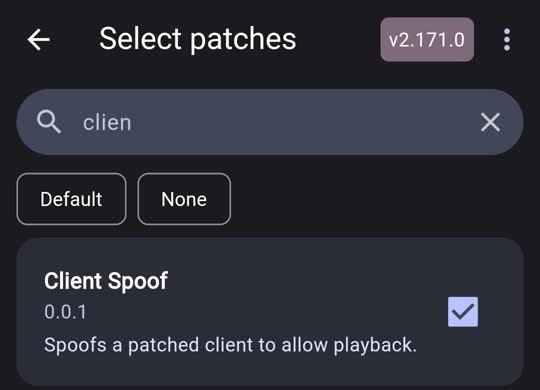 Select patches
v2.171.0
clien
Default
None
Client Spoof
0.0.1
Spoofs a patched client to allow playback.